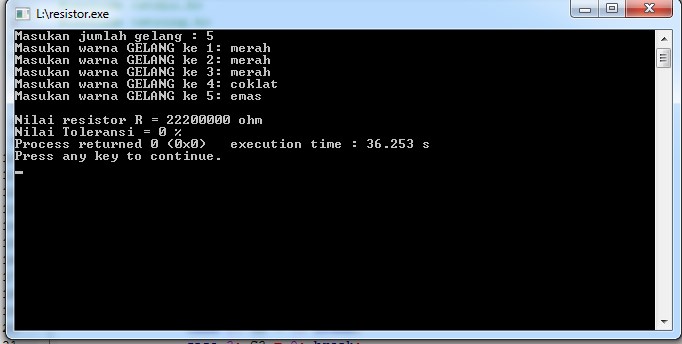 L:\resistor.exe
Masukan jumlah gelang : 5
Masukan warna GELANG ke 1: merah
Masukan warna GELANG ke 2: merah
Masukan warna GELANG ke 3: merah
Masukan warna GELANG ke 4: coklat
Masukan warna GELANG ke 5: emas
Nilai resistor R = 22200000 ohm
Nilai Toleransi = 0 %
Process returned 0 (0x0)   execution time : 36.253 s
Press any key to continue.